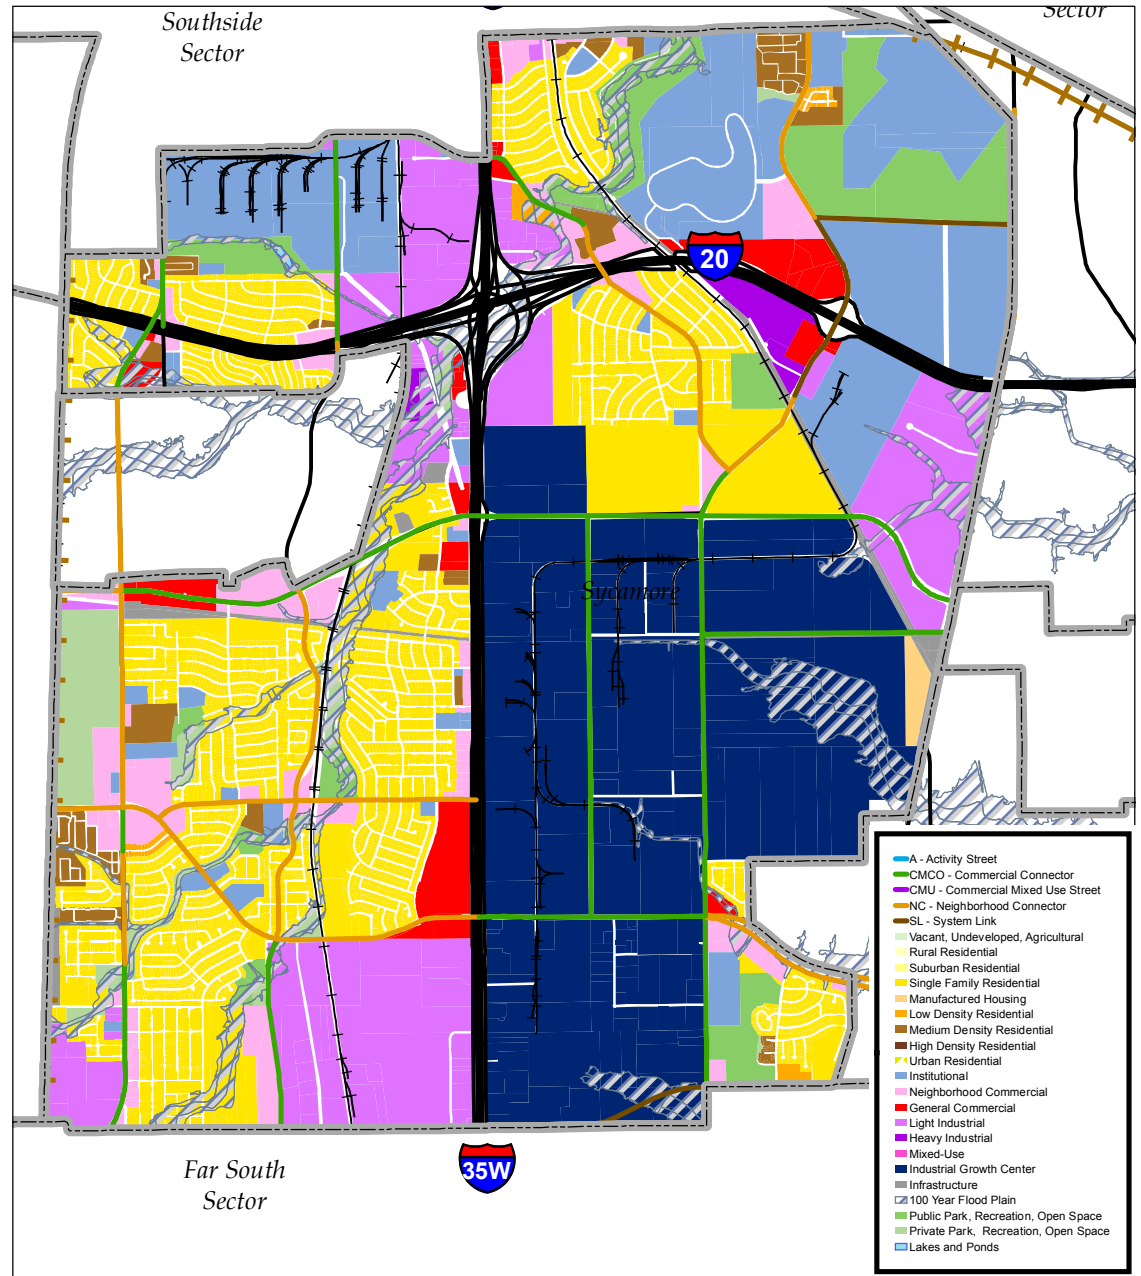 Southside
Sector
Sector
20
Sycamore
A - Activity Street
CMCO - Commercial Connector
CMU - Commercial Mixed Use Street
NC - Neighborhood Connector
SL - System Link
Vacant, Undeveloped, Agricultural
Rural Residential
Suburban Residential
Single Family Residential
Manufactured Housing
Low Density Residential
Medium Density Residential
High Density Residential
Urban Residential
Institutional
Neighborhood Commercial
General Commercial
Light Industrial
Heavy Industrial
Mixed-Use
Industrial Growth Center
Infrastructure
100 Year Flood Plain
Public Park, Recreation, Open Space
Private Park, Recreation, Open Space
Lakes and Ponds
Far South
Sector
35W